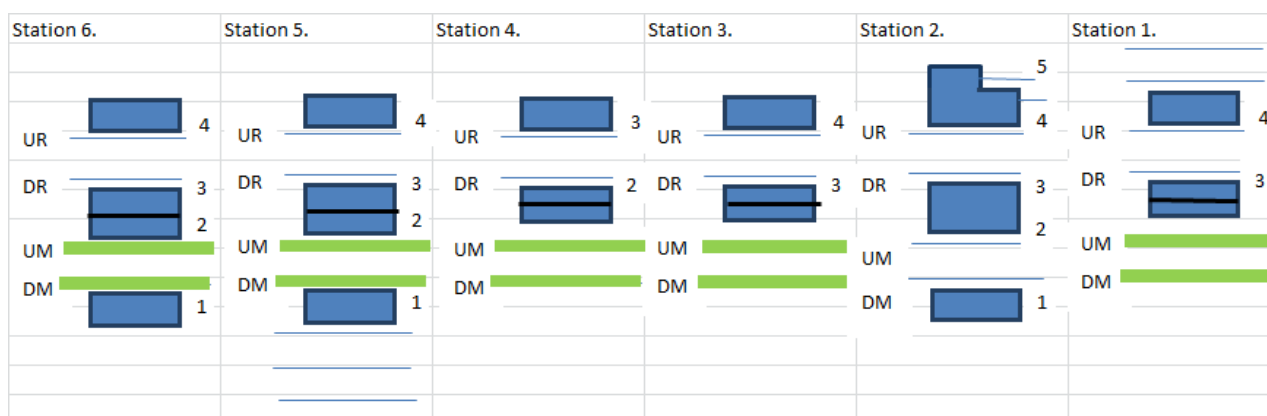 Station 6. Station 5. Station 4. Station 3. Station 2. Station 1.
5
4 4 3 4 4 4
UR UR UR UR UR UR
DR 3 DR 3 DR 2 DR 3 DR 3 DR 3
2 2 2
UM UM UM UM UM UM
DM 1 DM 1 DM DM DM 1 DM